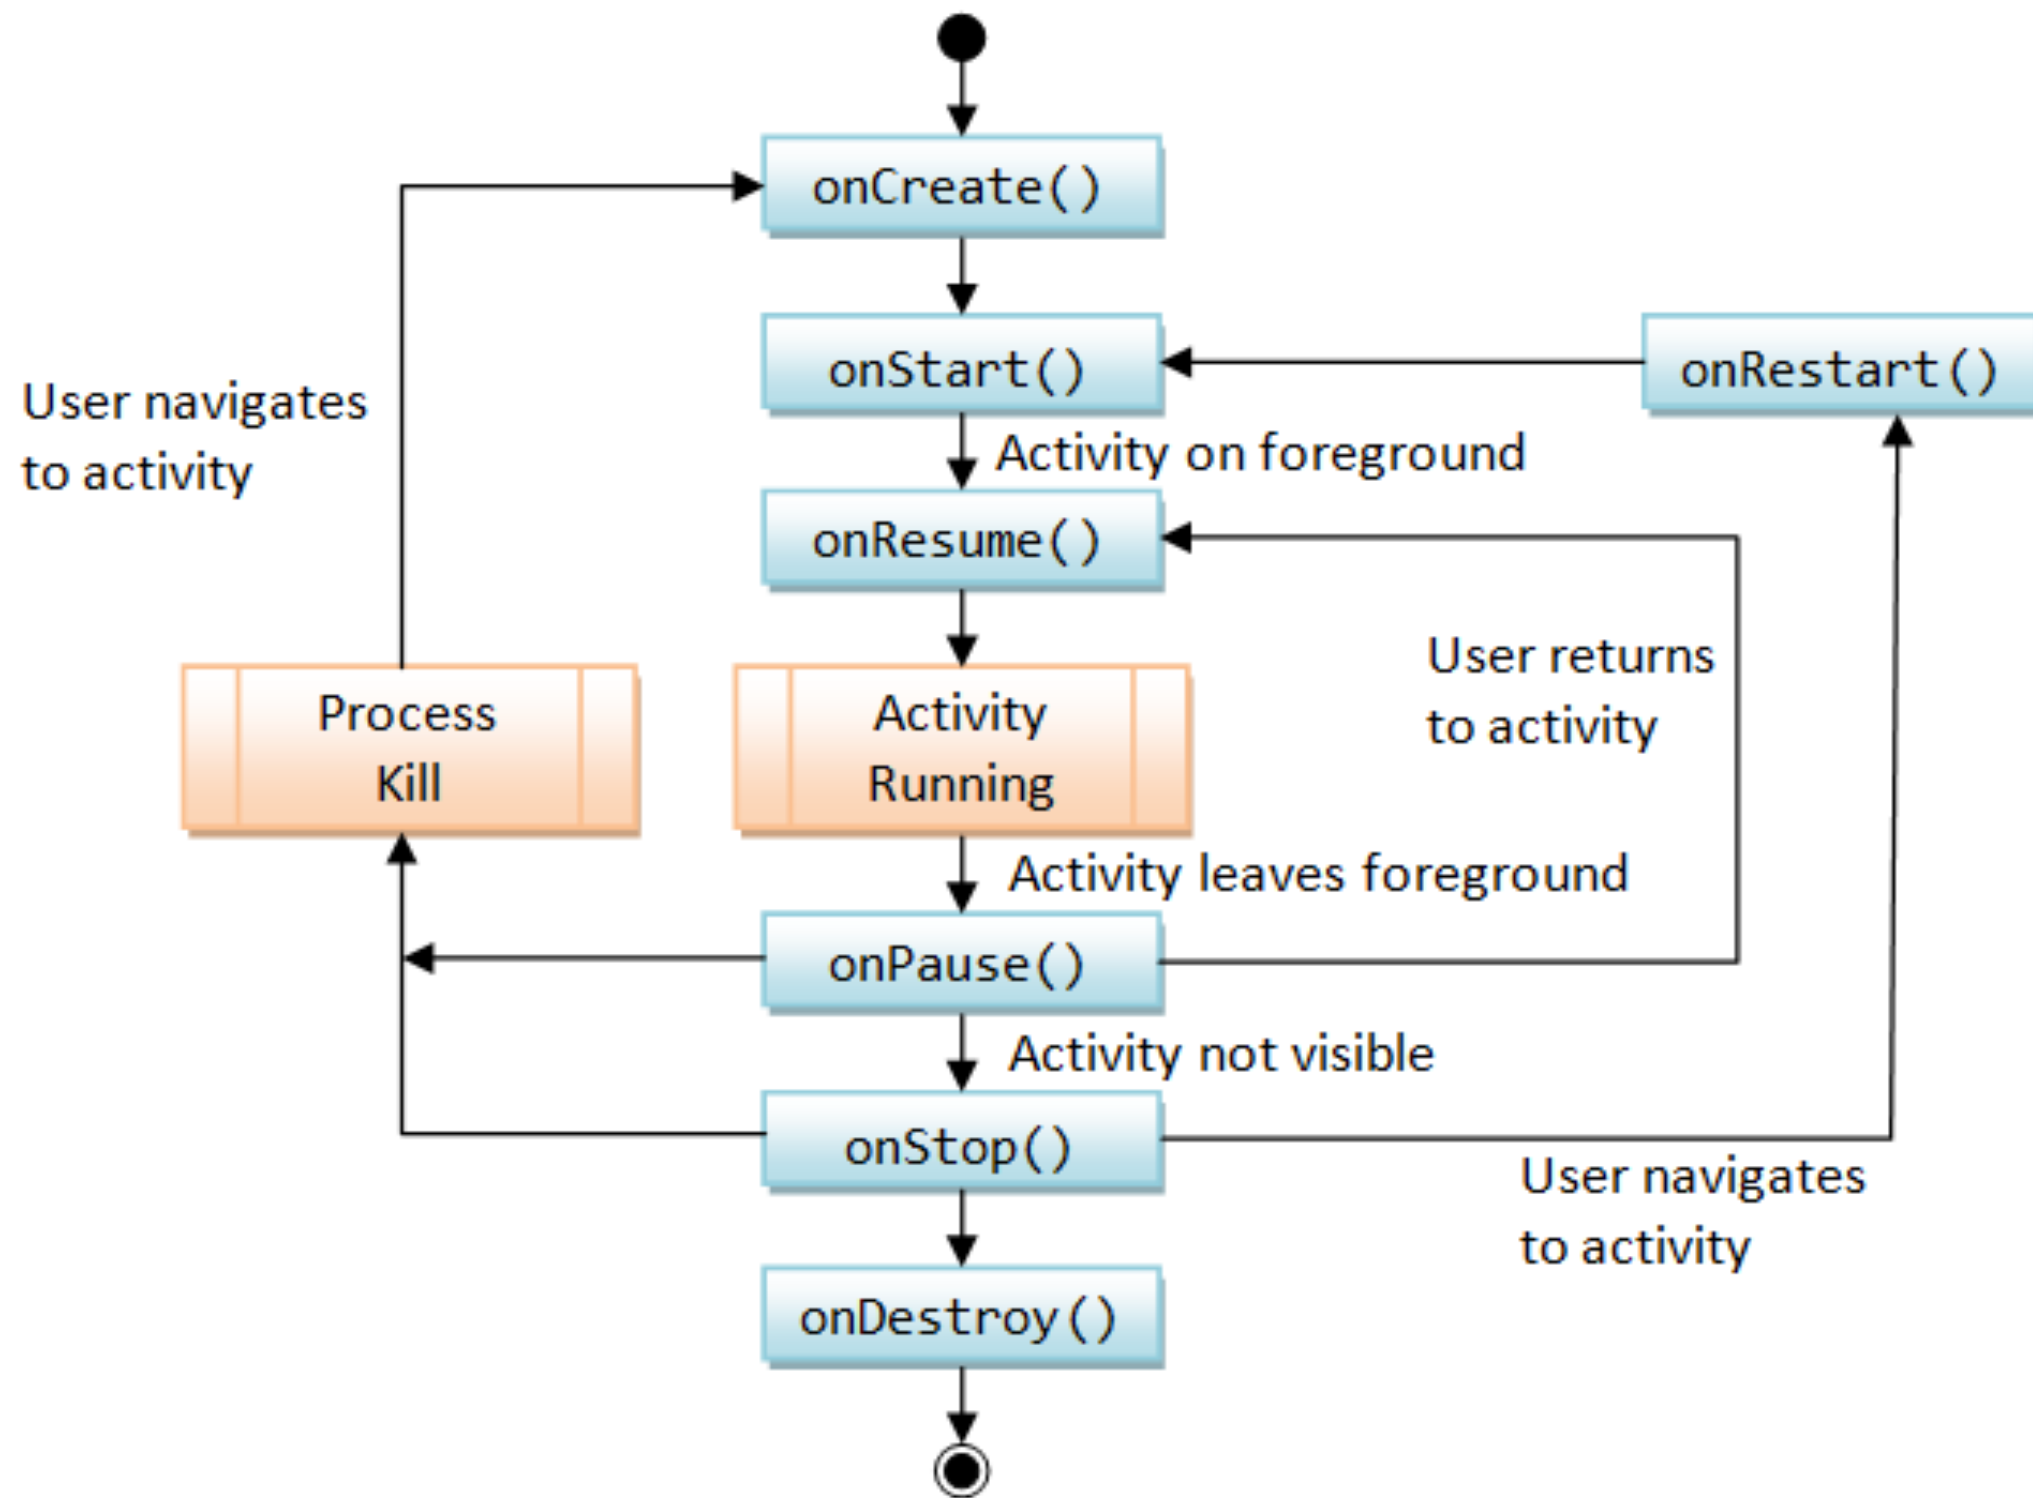 onCreate()
onStart()
onRestart()
User navigates
to activity
Activity on foreground
onResume()
User returns
to activity
Process
Kill
Activity
Running
Activity leaves foreground
onPause()
Activity not visible
onStop()
User navigates
to activity
onDestroy()